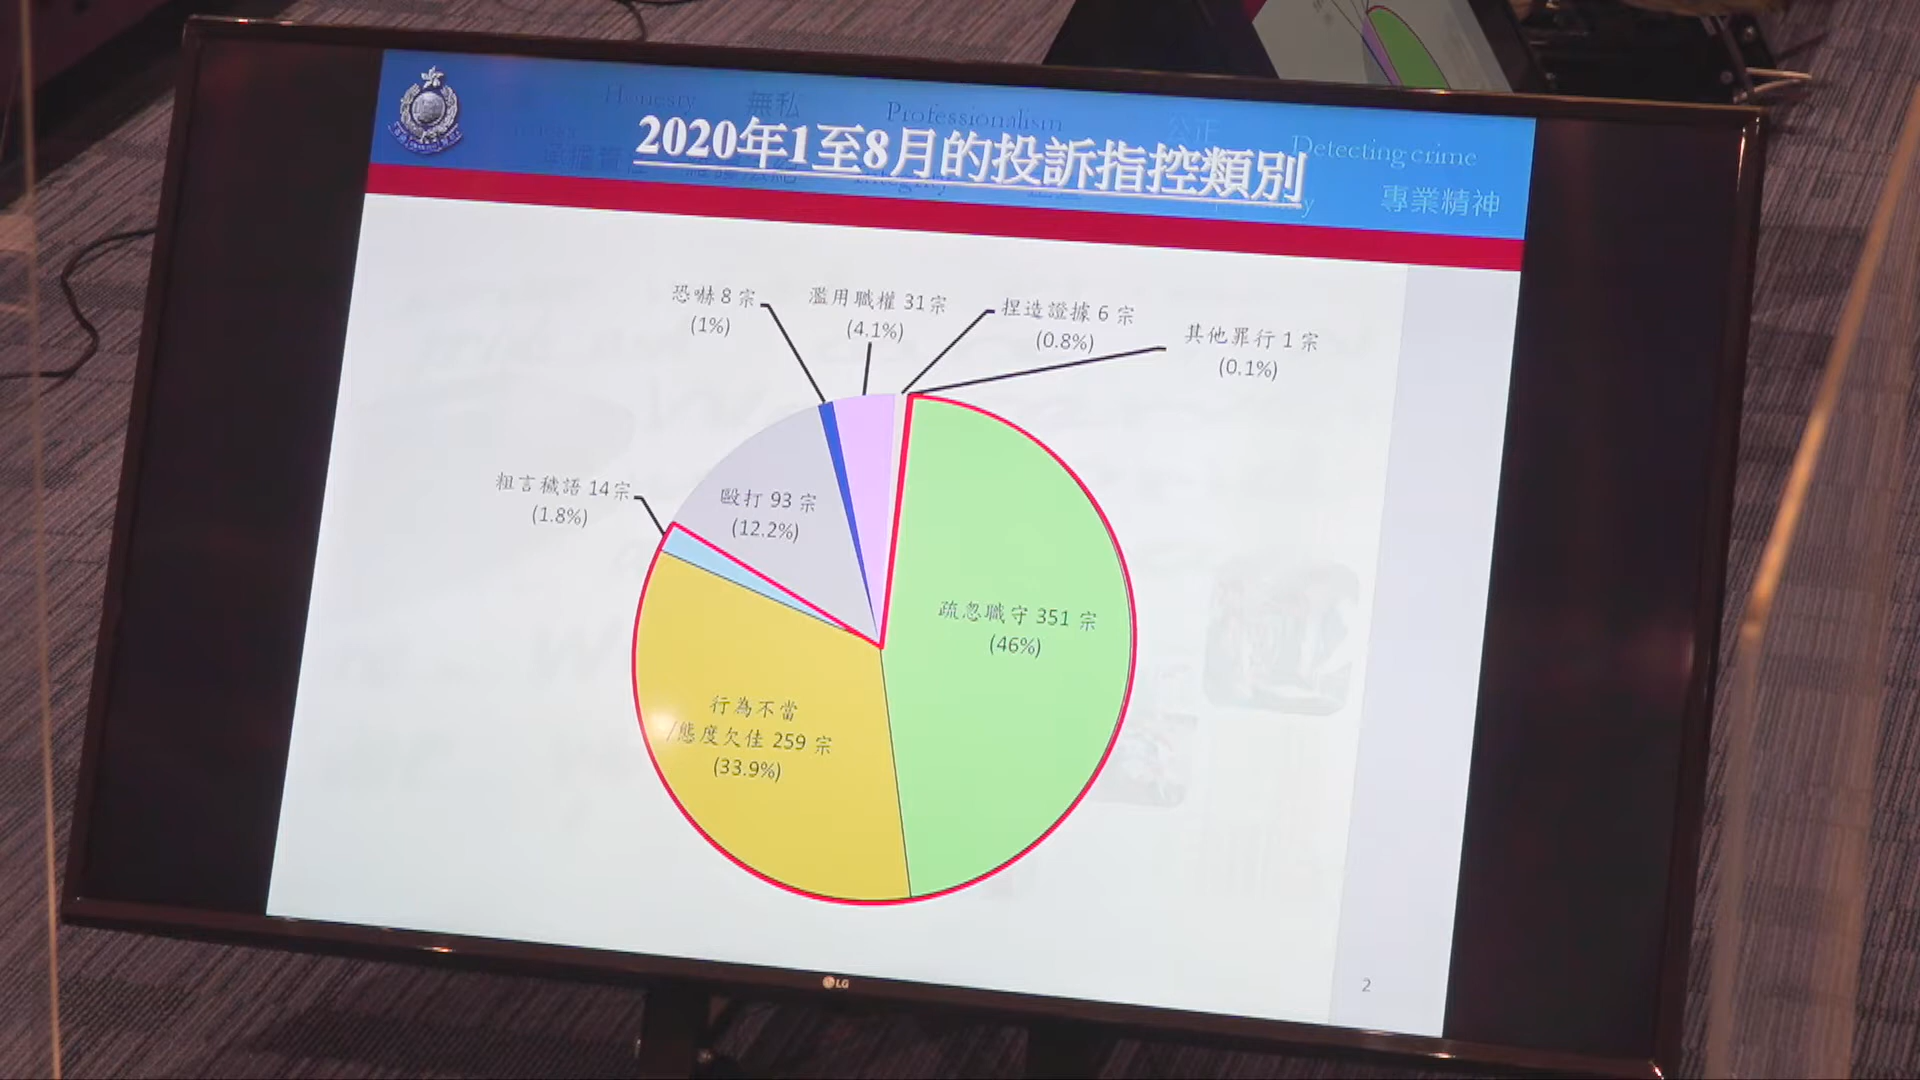 Honesty
無私
Professionalism
公正
Detecting crime
2020年1至8月的投訴指控類別
專業精神
恐嚇 8 宗
(1%)
濫用職權 31宗
(4.1%)
捏造證據 6 宗
(0.8%)
其他罪行 1 宗
(0.1%)
粗言穢語 14宗
(1.8%)
毆打 93 宗
(12.2%)
疏忽職守 351 宗
(46%)
行為不當
/態度欠佳 259 宗
(33.9%)
2
LG